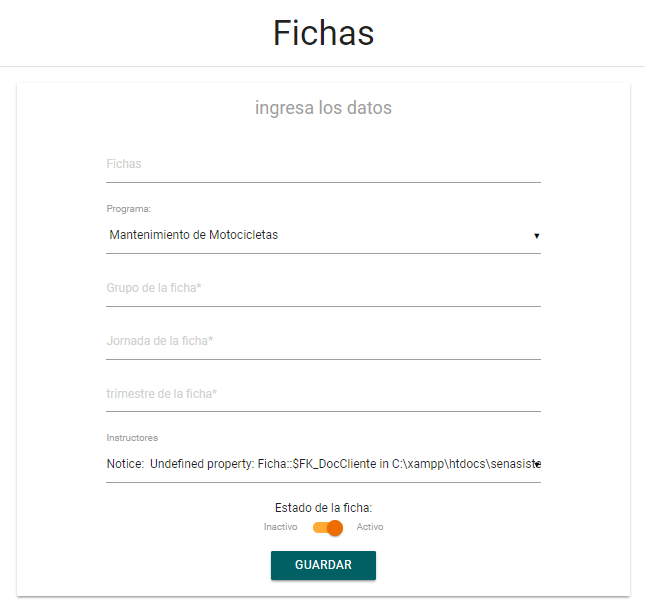 Fichas
ingresa los datos
Fichas
Programa:
Mantenimiento de Motocicletas
Grupo de la ficha*
Jornada de la ficha*
trimestre de la ficha*
Instructores
Notice: Undefined property: Ficha::$FK_DocCliente in C:\xampp\htdocs\senasiste
Estado de la ficha:
Inactivo Activo
GUARDAR